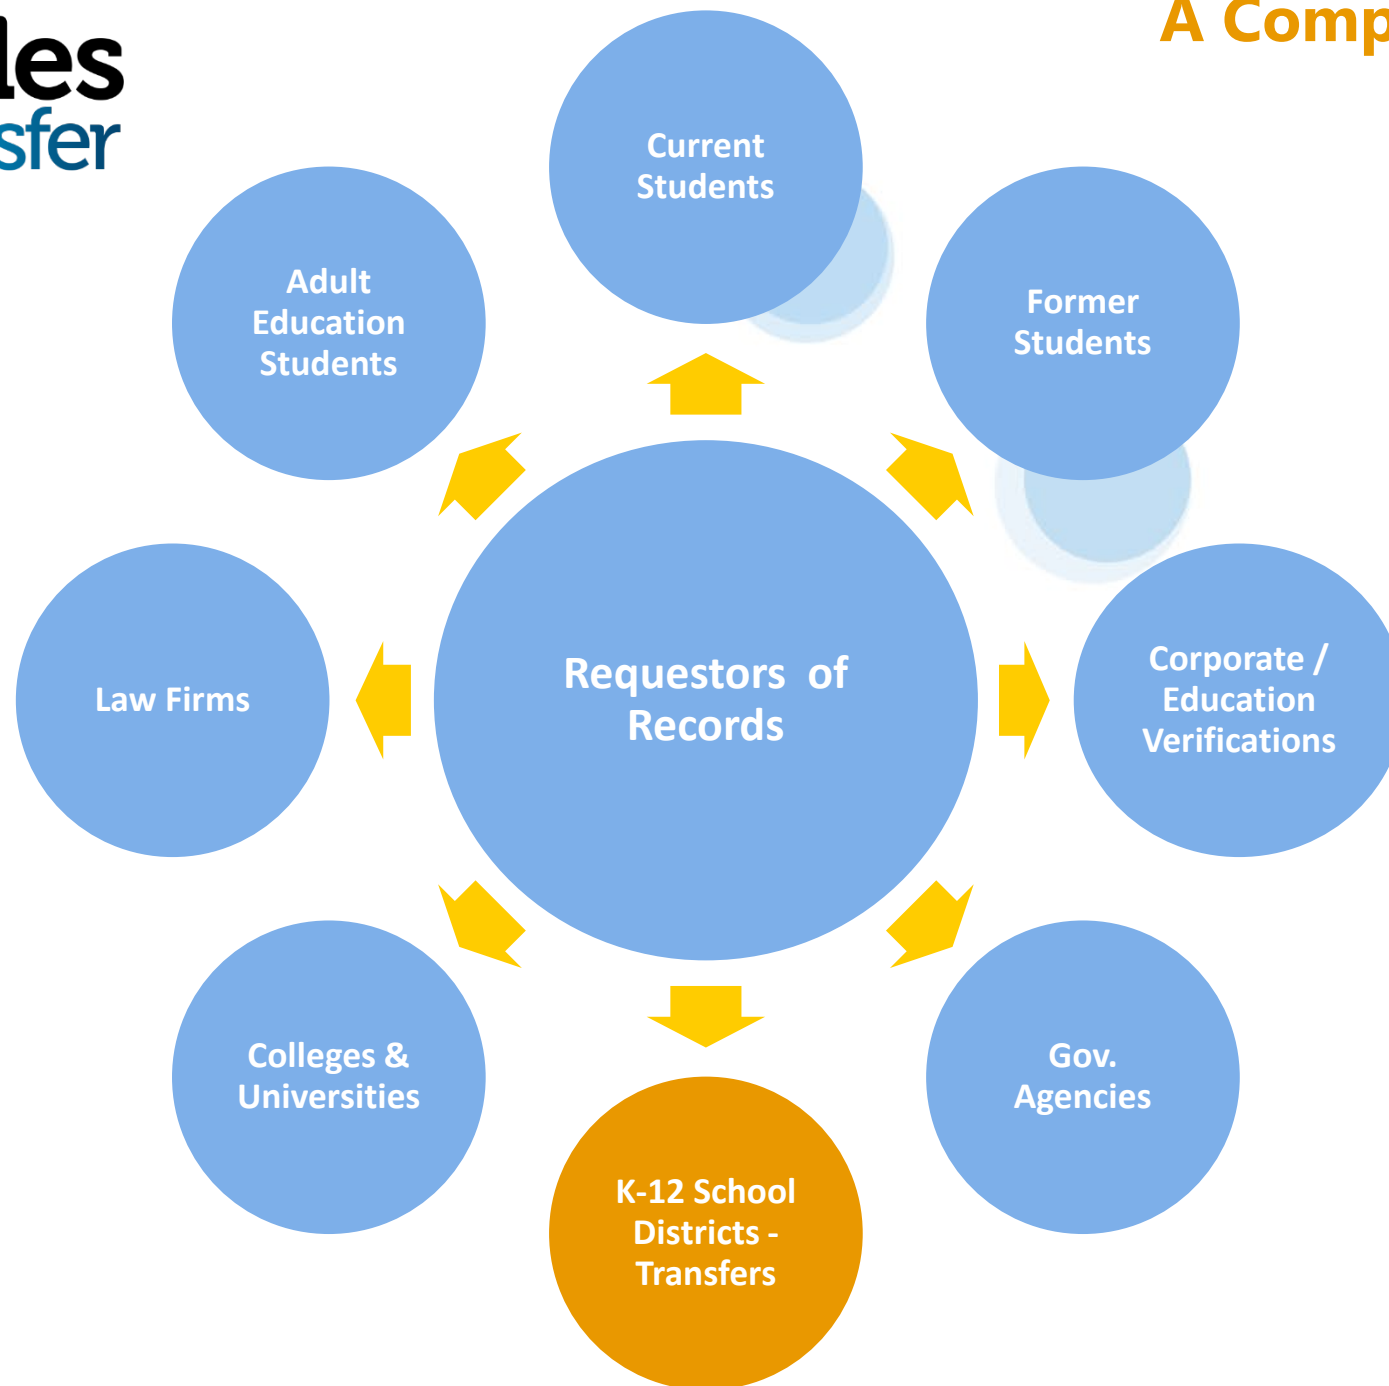 les
sfer
A Comp
Current
Students
Adult
Education
Students
Former
Students
Requestors of
Records
Law Firms
Corporate /
Education
Verifications
Colleges &
Universities
Gov.
Agencies
K-12 School
Districts -
Transfers